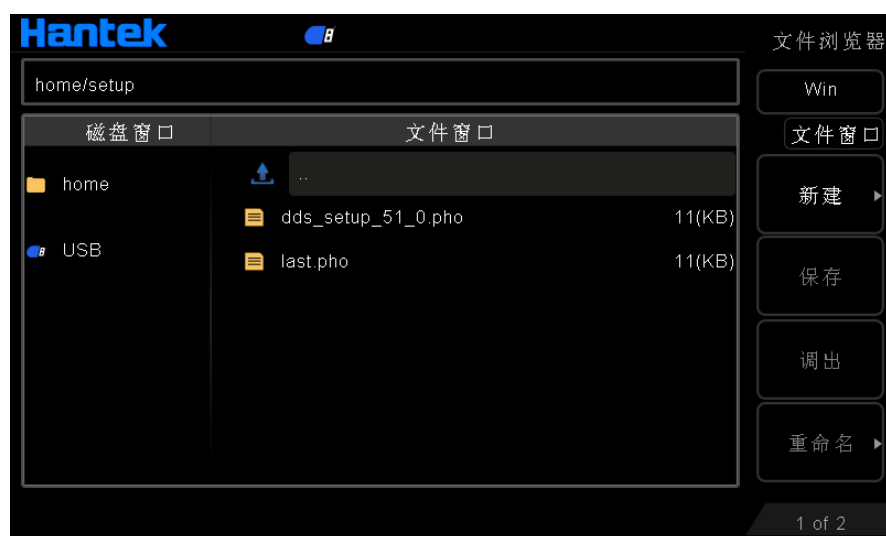 Hantek
文件浏览器
home/setup
Win
磁盘窗口 文件窗口
文件窗口
home
..
新建
dds_setup_51_0.pho 11(KB)
USB
last.pho 11(KB)
保存
调出
重命名
1 of 2